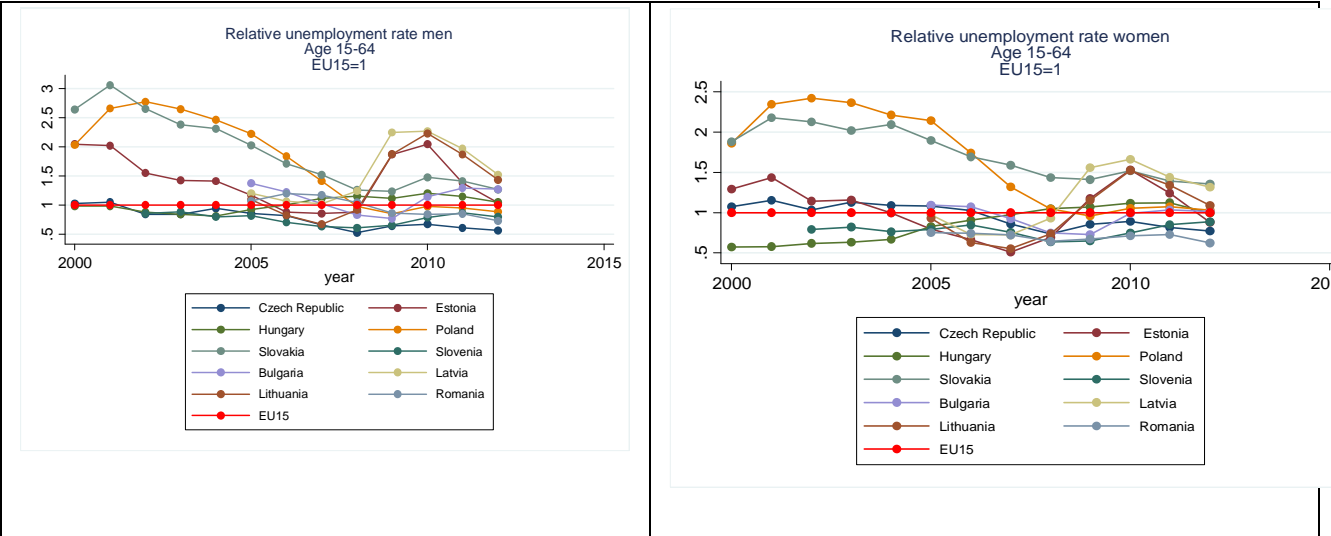 Relative unemployment rate men
Age 15-64
EU15=1
3
2.5
2
1.5
1
.5
2000 2005 2010 2015
year
Czech Republic Estonia
Hungary Poland
Slovakia Slovenia
Bulgaria Latvia
Lithuania Romania
EU15
Relative unemployment rate women
Age 15-64
EU15=1
2.5
2
1.5
1
.5
2000 2005 2010 20
year
Czech Republic Estonia
Hungary Poland
Slovakia Slovenia
Bulgaria Latvia
Lithuania Romania
EU15